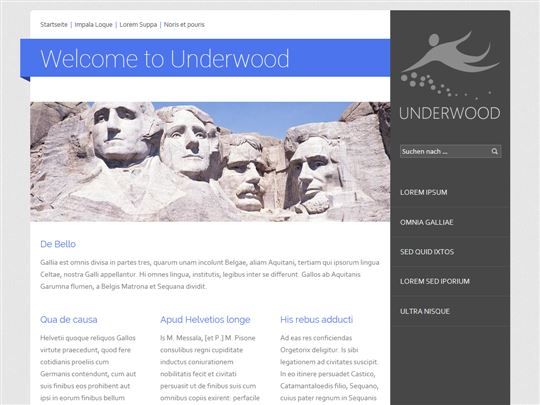 Startseite | Impala Loque | Lorem Suppa | Noris et pouris
Welcome to Underwood
UNDERWOOD
Suchen nach ...
LOREM IPSUM
OMNIA GALLIAE
SED QUID IXTOS
LOREM SED IPORIUM
ULTRA NISQUE
De Bello
Gallia est omnis divisa in partes tres, quarum unam incolunt Belgae, aliam Aquitani, tertiam qui ipsorum lingua
Celtae, nostra Galli appellantur. Hi omnes lingua, institutis, legibus inter se differunt. Gallos ab Aquitanis
Garumna flumen, a Belgis Matrona et Sequana dividit.
Qua de causa
Helvetii quoque reliquos Gallos
virtute praecedunt, quod fere
cotidianis proeliis cum
Germanis contendunt, cum aut
suis finibus eos prohibent aut
ipsi in eorum finibus bellum
Apud Helvetios longe
Is M. Messala, [et P.] M. Pisone
consulibus regni cupiditate
inductus coniurationem
nobilitatis fecit et civitati
persuasit ut de finibus suis cum
omnibus copiis exirent: perfacile
His rebus adducti
Ad eas res conficiendas
Orgetorix deligitur. Is sibi
legationem ad civitates suscipit.
In eo itinere persuadet Castico,
Catamantaloedis filio, Sequano,
cuius pater regnum in Sequanis